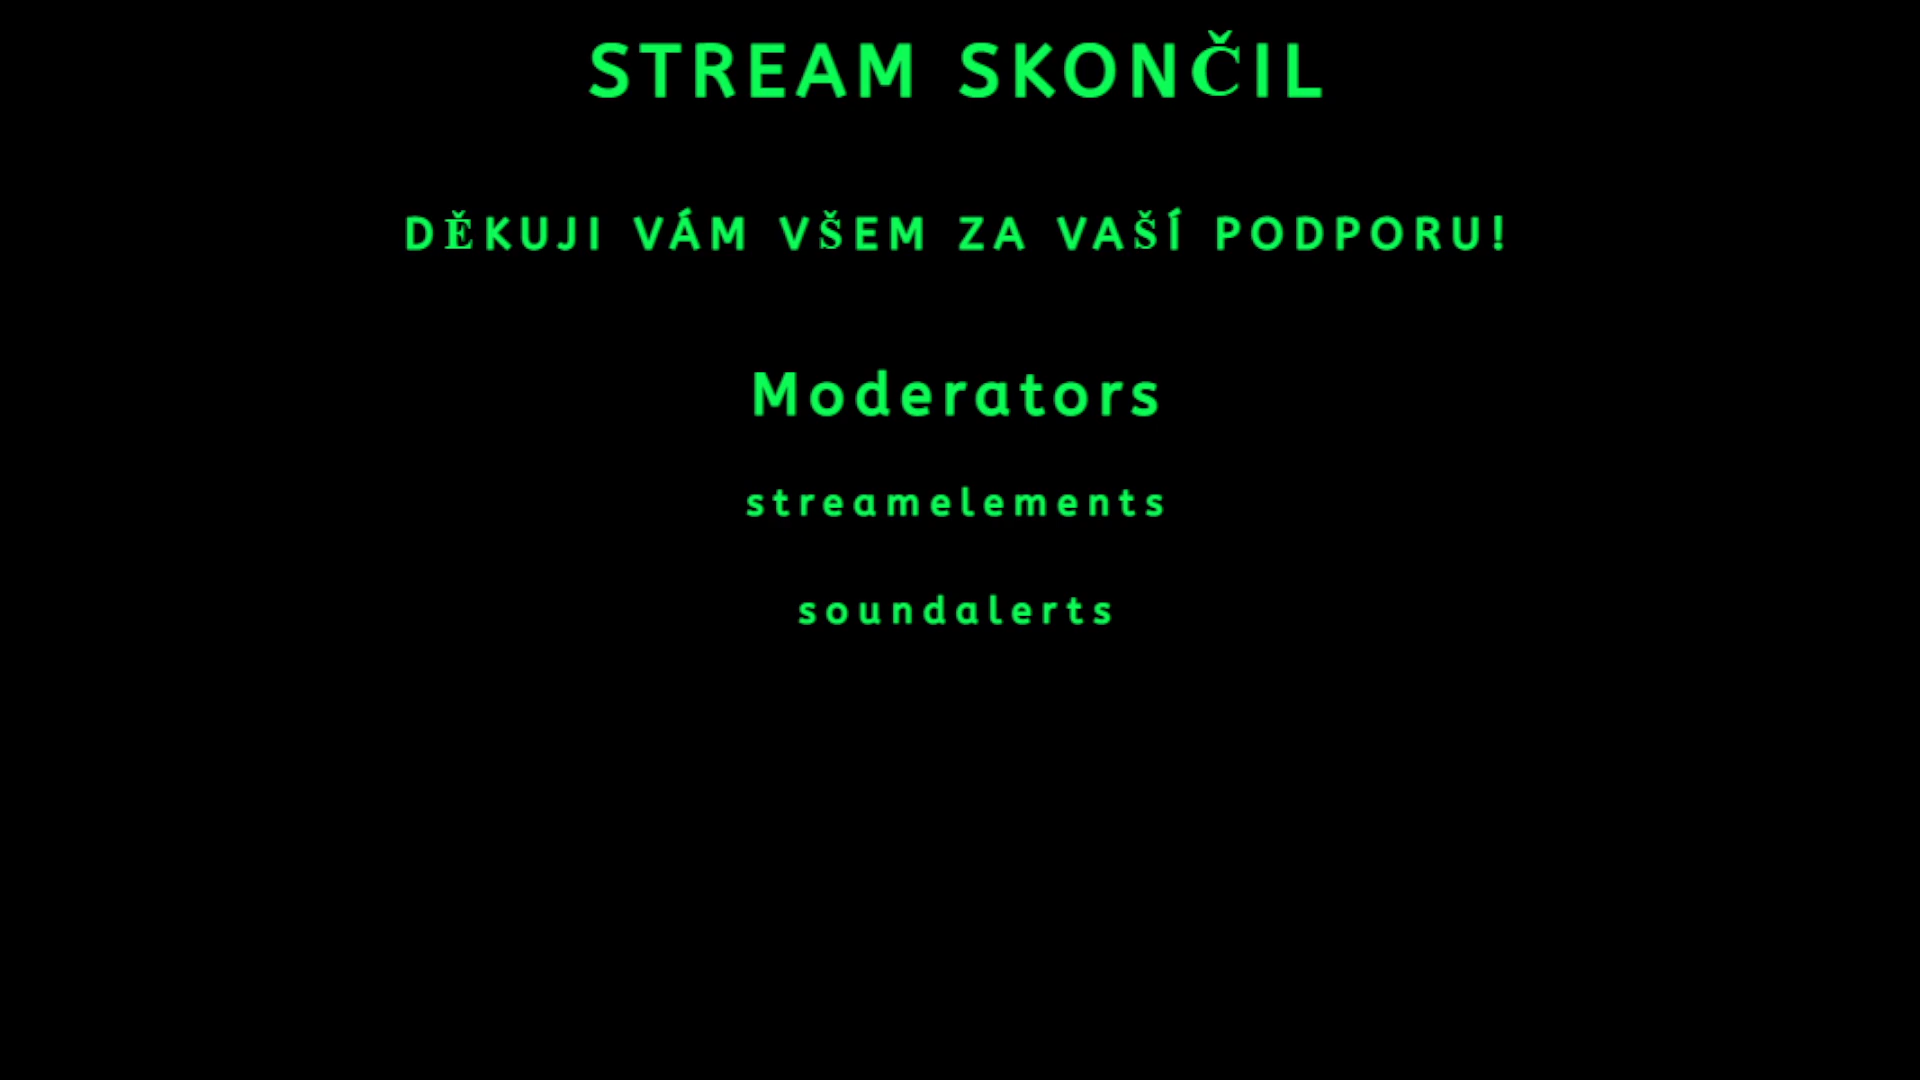 STREAM SKONČIL
DĚKUJI VÁM VŠEM ZA VAŠÍ PODPORU!
Moderators
streamelements
soundalerts